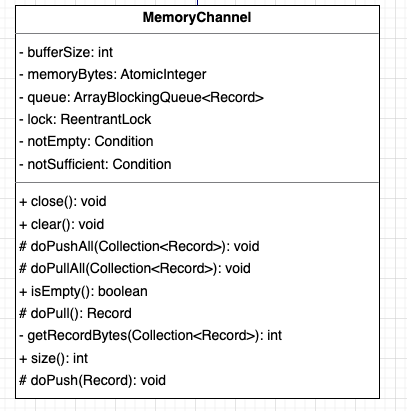 MemoryChannel
- bufferSize: int
- memoryBytes: AtomicInteger
- queue: ArrayBlockingQueue<Record>
- lock: ReentrantLock
- notEmpty: Condition
- notSufficient: Condition
+ close(): void
+ clear(): void
# doPushAll(Collection<Record>): void
# doPullAll(Collection<Record>): void
+ isEmpty(): boolean
# doPull(): Record
- getRecordBytes(Collection<Record>): int
+ size(): int
# doPush(Record): void